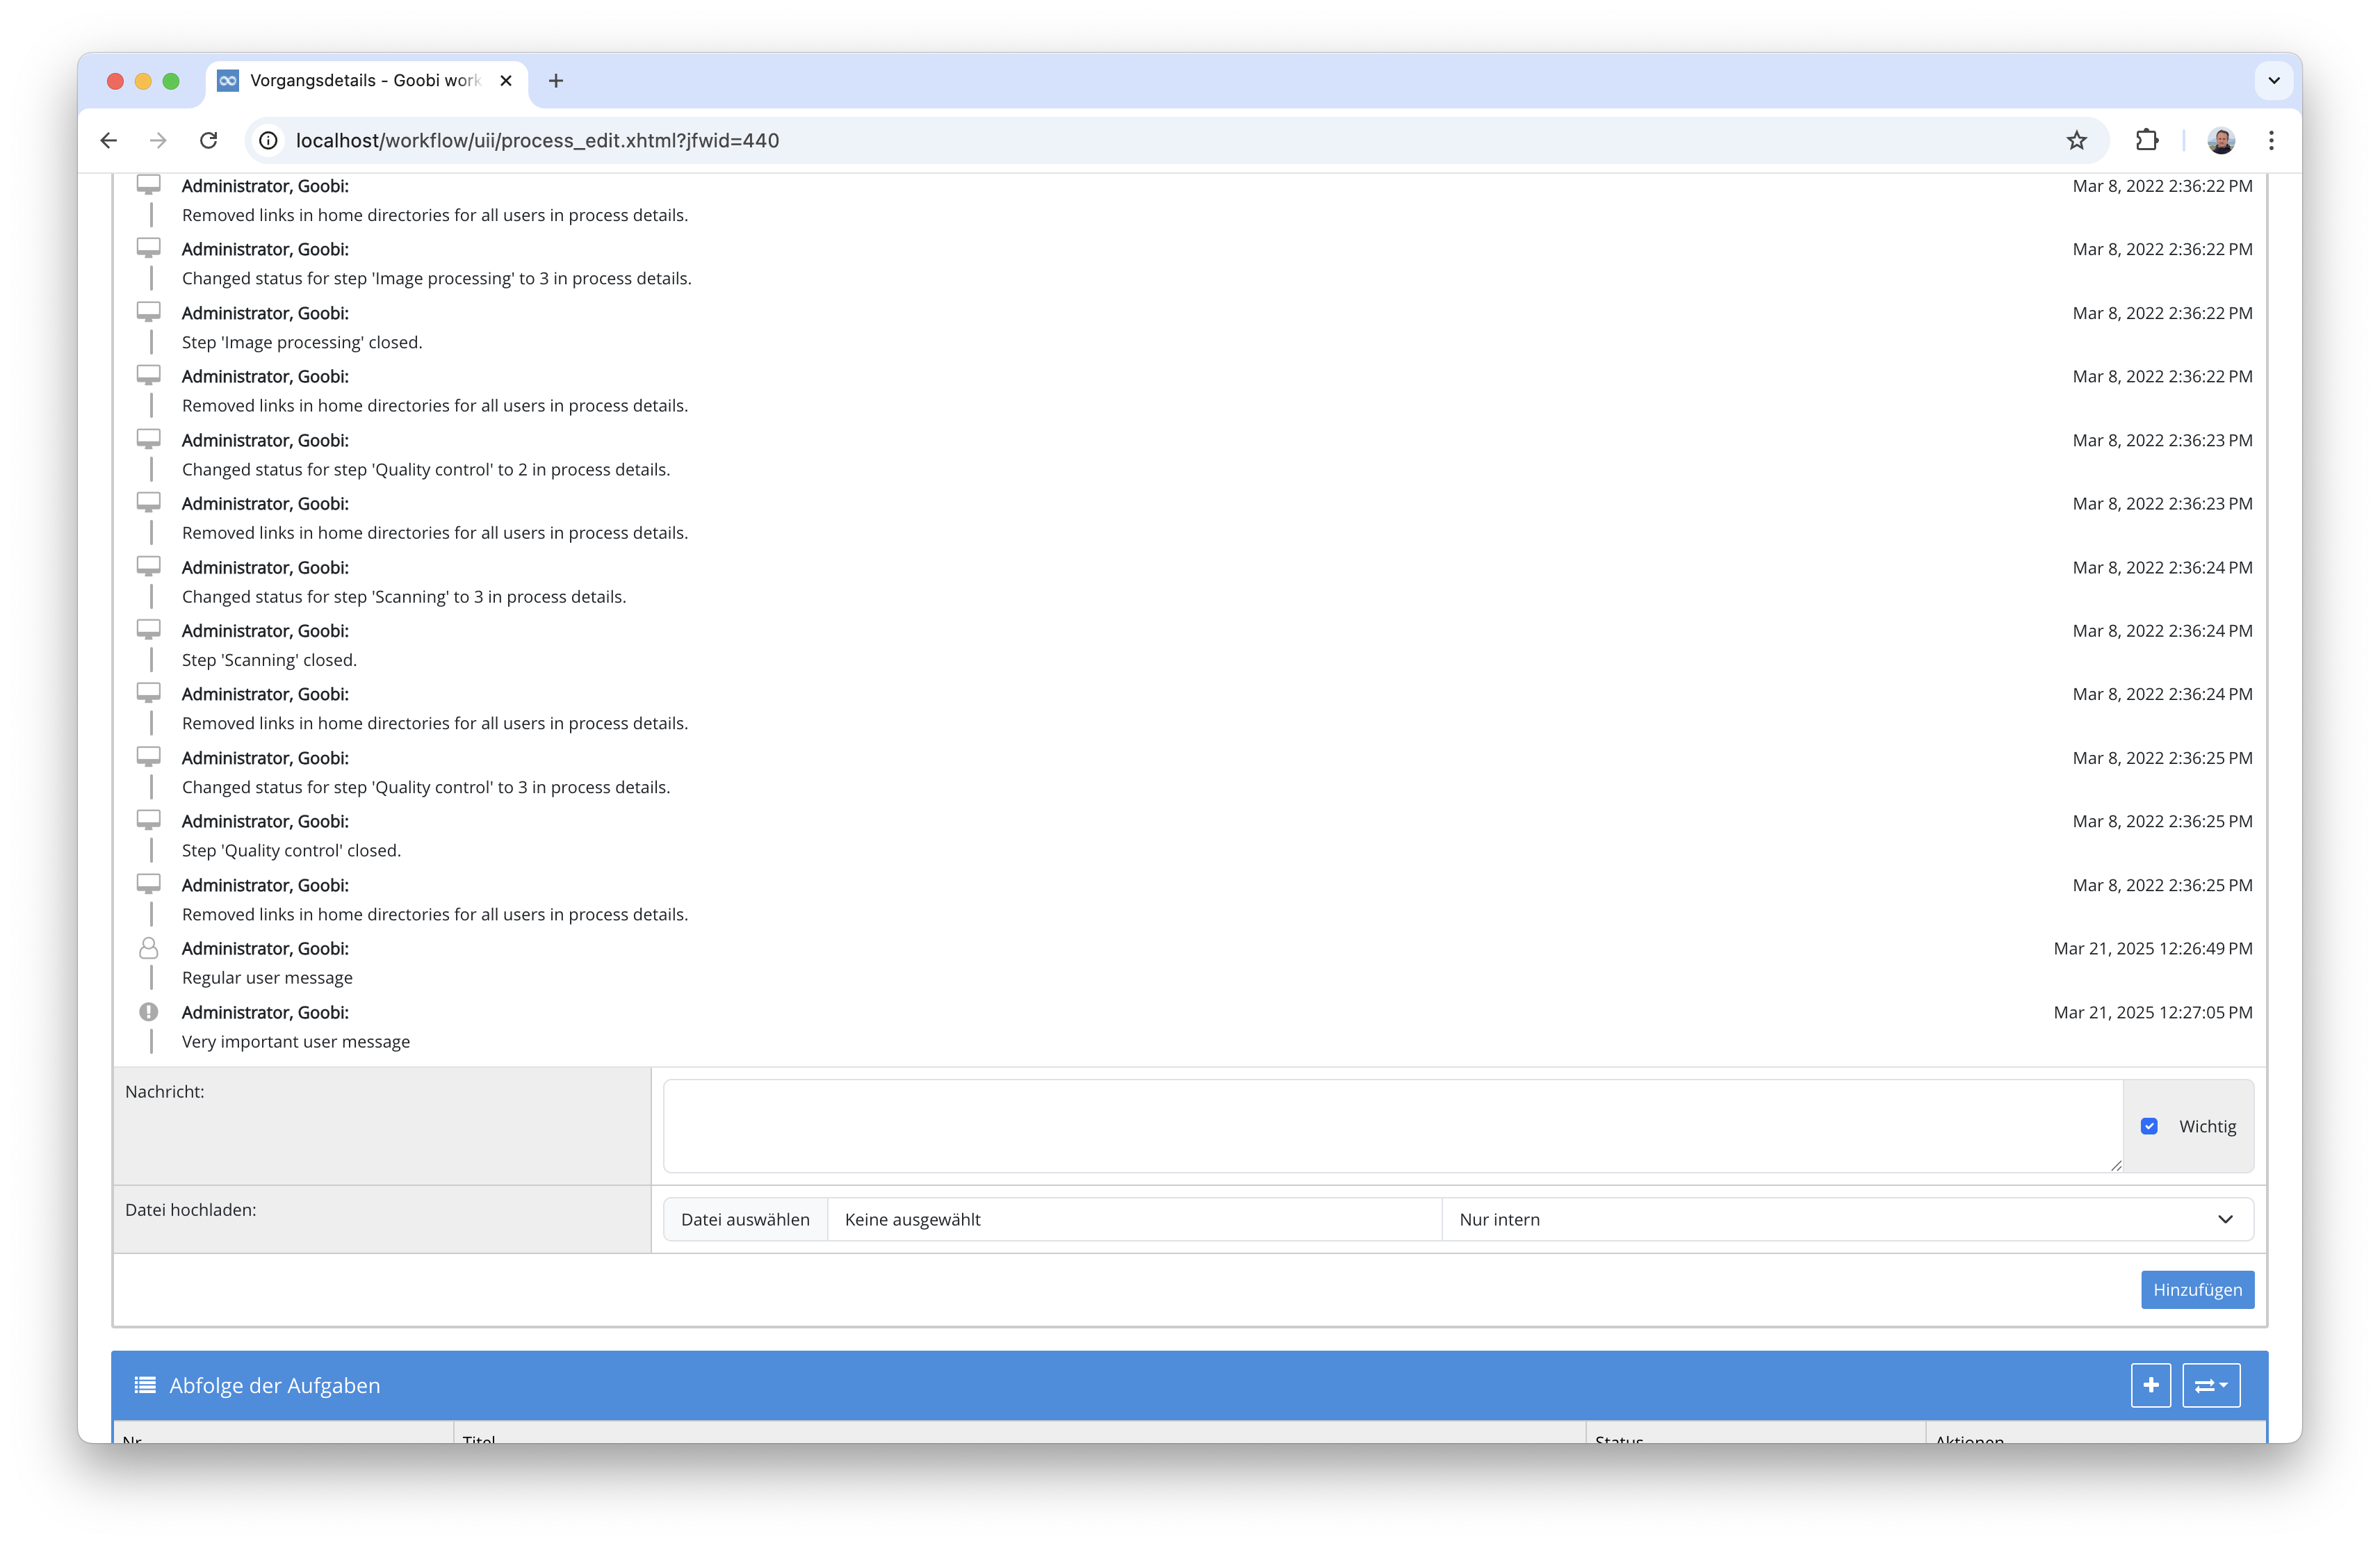 Vorgangsdetails - Goobi work
localhost/workflow/uii/process_edit.xhtml?jfwid=440
Administrator, Goobi: Mar 8, 2022 2:36:22 PM
Removed links in home directories for all users in process details.
Administrator, Goobi: Mar 8, 2022 2:36:22 PM
Changed status for step 'Image processing' to 3 in process details.
Administrator, Goobi: Mar 8, 2022 2:36:22 PM
Step 'Image processing' closed.
Administrator, Goobi: Mar 8, 2022 2:36:22 PM
Removed links in home directories for all users in process details.
Administrator, Goobi: Mar 8, 2022 2:36:23 PM
Changed status for step 'Quality control' to 2 in process details.
Administrator, Goobi: Mar 8, 2022 2:36:23 PM
Removed links in home directories for all users in process details.
Administrator, Goobi: Mar 8, 2022 2:36:24 PM
Changed status for step 'Scanning' to 3 in process details.
Administrator, Goobi: Mar 8, 2022 2:36:24 PM
Step 'Scanning' closed.
Administrator, Goobi: Mar 8, 2022 2:36:24 PM
Removed links in home directories for all users in process details.
Administrator, Goobi: Mar 8, 2022 2:36:25 PM
Changed status for step 'Quality control' to 3 in process details.
Administrator, Goobi: Mar 8, 2022 2:36:25 PM
Step 'Quality control' closed.
Administrator, Goobi: Mar 8, 2022 2:36:25 PM
Removed links in home directories for all users in process details.
Administrator, Goobi: Mar 21, 2025 12:26:49 PM
Regular user message
Administrator, Goobi: Mar 21, 2025 12:27:05 PM
Very important user message
Nachricht:
Wichtig
Datei hochladen:
Datei auswählen Keine ausgewählt Nur intern
Hinzufügen
Abfolge der Aufgaben
Nr Titel Status Aktionen